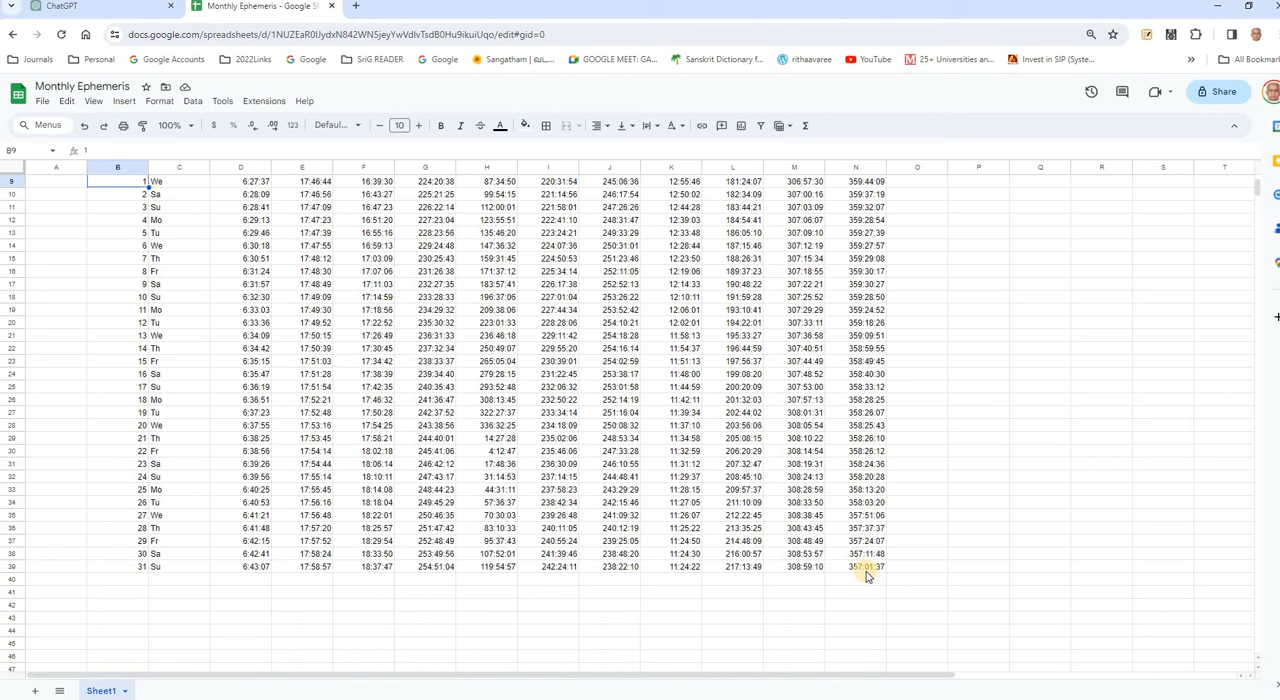 ChatGPT
Monthly Ephemeris - Google S
docs.google.com/spreadsheets/d/1NUZEaR0IJydxN842WN5jeyYwVdlvTsdB0Hu9ikuiUqo/edit#gid=0
Journals Personal Google Accounts 2022Links Google SriG READER Google Sangatham | GOOGLE MEET: GA... Sanskrit Dictionary f... rithaavaree YouTube 25+ Universities an... Invest in SIP (Syste... » All Bookmar
Monthly Ephemeris
File Edit View Insert Format Data Tools Extensions Help
Share
Menus 100% $ % .0 .00 123 Defaul... − 10 + B I A Σ
B9 fx 1
A B C D E F G H I J K L M N O P Q R S T
9 1 We 6:27:37 17:46:44 16:39:30 224:20:38 87:34:50 220:31:54 245:06:36 12:55:46 181:24:07 306:57:30 359:44:09
10 2 Sa 6:28:09 17:46:56 16:43:27 225:21:25 99:54:15 221:14:56 246:17:54 12:50:02 182:34:09 307:00:16 359:37:19
11 3 Su 6:28:41 17:47:09 16:47:23 226:22:14 112:00:01 221:58:01 247:26:26 12:44:28 183:44:21 307:03:09 359:32:07
12 4 Mo 6:29:13 17:47:23 16:51:20 227:23:04 123:55:51 222:41:10 248:31:47 12:39:03 184:54:41 307:06:07 359:28:54
13 5 Tu 6:29:46 17:47:39 16:55:16 228:23:56 135:46:20 223:24:21 249:33:29 12:33:48 186:05:10 307:09:10 359:27:39
14 6 We 6:30:18 17:47:55 16:59:13 229:24:48 147:36:32 224:07:36 250:31:01 12:28:44 187:15:46 307:12:19 359:27:57
15 7 Th 6:30:51 17:48:12 17:03:09 230:25:43 159:31:45 224:50:53 251:23:46 12:23:50 188:26:31 307:15:34 359:29:08
16 8 Fr 6:31:24 17:48:30 17:07:06 231:26:38 171:37:12 225:34:14 252:11:05 12:19:06 189:37:23 307:18:55 359:30:17
17 9 Sa 6:31:57 17:48:49 17:11:03 232:27:35 183:57:41 226:17:38 252:52:13 12:14:33 190:48:22 307:22:21 359:30:27
18 10 Su 6:32:30 17:49:09 17:14:59 233:28:33 196:37:06 227:01:04 253:26:22 12:10:11 191:59:28 307:25:52 359:28:50
19 11 Mo 6:33:03 17:49:30 17:18:56 234:29:32 209:38:06 227:44:34 253:52:42 12:06:01 193:10:41 307:29:29 359:24:52
20 12 Tu 6:33:36 17:49:52 17:22:52 235:30:32 223:01:33 228:28:06 254:10:21 12:02:01 194:22:01 307:33:11 359:18:26
21 13 We 6:34:09 17:50:15 17:26:49 236:31:33 236:46:18 229:11:42 254:18:28 11:58:13 195:33:27 307:36:58 359:09:51
22 14 Th 6:34:42 17:50:39 17:30:45 237:32:34 250:49:07 229:55:20 254:16:14 11:54:37 196:44:59 307:40:51 358:59:55
23 15 Fr 6:35:15 17:51:03 17:34:42 238:33:37 265:05:04 230:39:01 254:02:59 11:51:13 197:56:37 307:44:49 358:49:45
24 16 Sa 6:35:47 17:51:28 17:38:39 239:34:40 279:28:15 231:22:45 253:38:17 11:48:00 199:08:20 307:48:52 358:40:30
25 17 Su 6:36:19 17:51:54 17:42:35 240:35:43 293:52:48 232:06:32 253:01:58 11:44:59 200:20:09 307:53:00 358:33:12
26 18 Mo 6:36:51 17:52:21 17:46:32 241:36:47 308:13:45 232:50:22 252:14:19 11:42:10 201:32:03 307:57:13 358:28:25
27 19 Tu 6:37:23 17:52:48 17:50:28 242:37:52 322:27:37 233:34:14 251:16:04 11:39:34 202:44:02 308:01:31 358:26:07
28 20 We 6:37:55 17:53:16 17:54:25 243:38:56 336:32:25 234:18:09 250:08:32 11:37:10 203:56:06 308:05:54 358:25:43
29 21 Th 6:38:25 17:53:45 17:58:21 244:40:01 14:27:28 235:02:06 248:53:34 11:34:58 205:08:15 308:10:22 358:26:10
30 22 Fr 6:38:56 17:54:14 18:02:18 245:41:06 4:12:47 235:46:06 247:33:28 11:32:59 206:20:29 308:14:54 358:26:12
31 23 Sa 6:39:26 17:54:44 18:06:14 246:42:12 17:48:36 236:30:09 246:10:55 11:31:12 207:32:47 308:19:31 358:24:36
32 24 Su 6:39:56 17:55:14 18:10:11 247:43:17 31:14:53 237:14:15 244:48:41 11:29:37 208:45:10 308:24:13 358:20:28
33 25 Mo 6:40:25 17:55:45 18:14:08 248:44:23 44:31:11 237:58:23 243:29:29 11:28:15 209:57:37 308:28:59 358:13:20
34 26 Tu 6:40:53 17:56:16 18:18:04 249:45:29 57:36:37 238:42:34 242:15:46 11:27:05 211:10:09 308:33:50 358:03:20
35 27 We 6:41:21 17:56:48 18:22:01 250:46:35 70:30:03 239:26:48 241:09:32 11:26:07 212:22:45 308:38:45 357:51:06
36 28 Th 6:41:48 17:57:20 18:25:57 251:47:42 83:10:33 240:11:05 240:12:19 11:25:22 213:35:25 308:43:45 357:37:37
37 29 Fr 6:42:15 17:57:52 18:29:54 252:48:49 95:37:43 240:55:24 239:25:05 11:24:50 214:48:09 308:48:49 357:24:07
38 30 Sa 6:42:41 17:58:24 18:33:50 253:49:56 107:52:01 241:39:46 238:48:20 11:24:30 216:00:57 308:53:57 357:11:48
39 31 Su 6:43:07 17:58:57 18:37:47 254:51:04 119:54:57 242:24:11 238:22:10 11:24:22 217:13:49 308:59:10 357:01:37
40
41
42
43
44
45
46
47
Sheet1